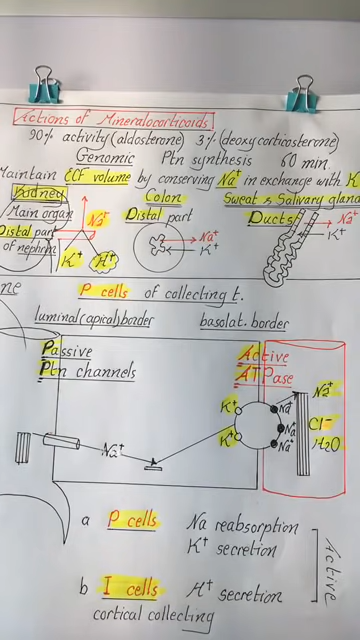 Actions of Mineralocorticoids
90% activity (aldosterone) 3% (deoxycorticosterone)
Genomic Ptn synthesis 60 min.
Maintain ECF volume by conserving Na+ in exchange with K
Kidney
Main organ
Distal part
of nephron
Na+
K+ H+
Colon
Distal part
Na+
K+
Sweat & Salivary gland
Ducts
Na+
K+
P cells of collecting t.
luminal (apical) border basolat. border
Passive
Ptn channels
Active
ATPase
K+
K+
Na+
Na+
Na+
Na+
Cl-
H2O
Na+
a P cells Na reabsorption
K+ secretion
b I cells H+ secretion
cortical collecting
Active